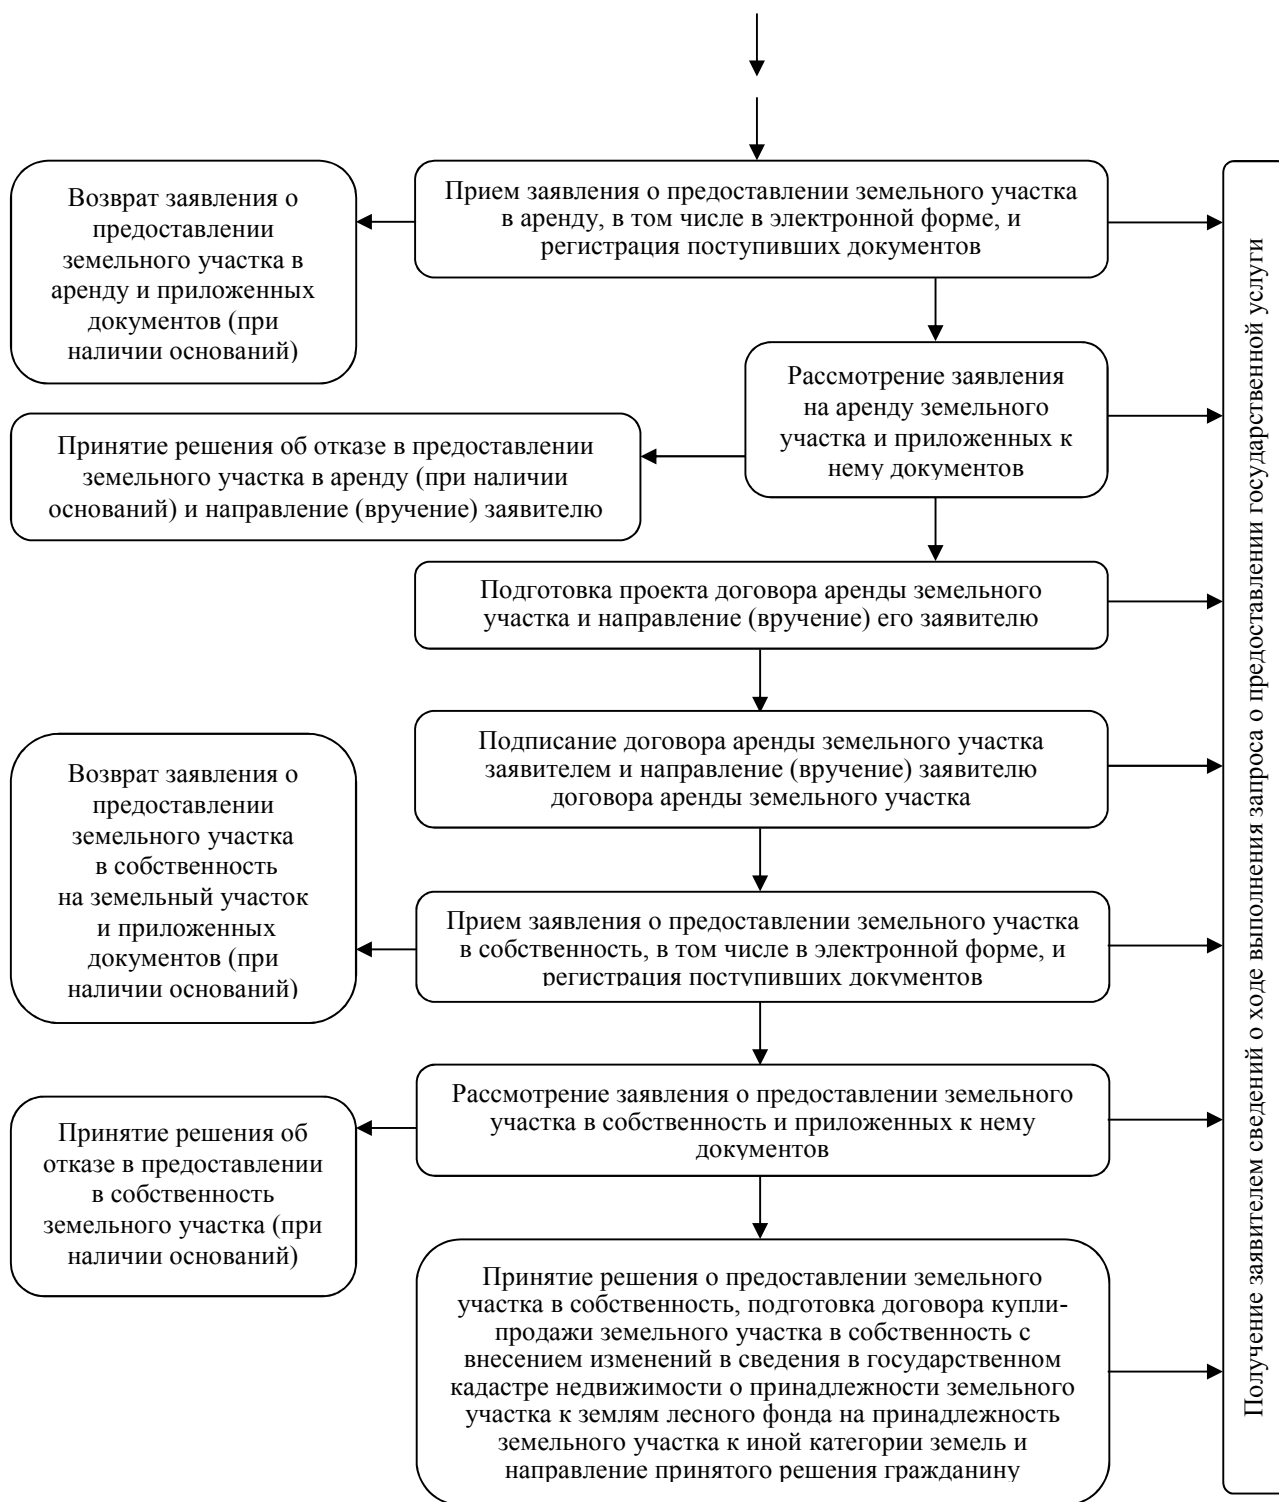 Прием заявления о предоставлении земельного участка
в аренду, в том числе в электронной форме, и
регистрация поступивших документов
Возврат заявления о
предоставлении
земельного участка в
аренду и приложенных
документов (при
наличии оснований)
Рассмотрение заявления
на аренду земельного
участка и приложенных к
нему документов
Принятие решения об отказе в предоставлении
земельного участка в аренду (при наличии
оснований) и направление (вручение) заявителю
Подготовка проекта договора аренды земельного
участка и направление (вручение) его заявителю
Подписание договора аренды земельного участка
заявителем и направление (вручение) заявителю
договора аренды земельного участка
Возврат заявления о
предоставлении
земельного участка
в собственность
на земельный участок
и приложенных
документов (при
наличии оснований)
Прием заявления о предоставлении земельного участка
в собственность, в том числе в электронной форме, и
регистрация поступивших документов
Рассмотрение заявления о предоставлении земельного
участка в собственность и приложенных к нему
документов
Принятие решения об
отказе в предоставлении
в собственность
земельного участка (при
наличии оснований)
Принятие решения о предоставлении земельного
участка в собственность, подготовка договора купли-
продажи земельного участка в собственность с
внесением изменений в сведения в государственном
кадастре недвижимости о принадлежности земельного
участка к землям лесного фонда на принадлежность
земельного участка к иной категории земель и
направление принятого решения гражданину
Получение заявителем сведений о ходе выполнения запроса о предоставлении государственной услуги